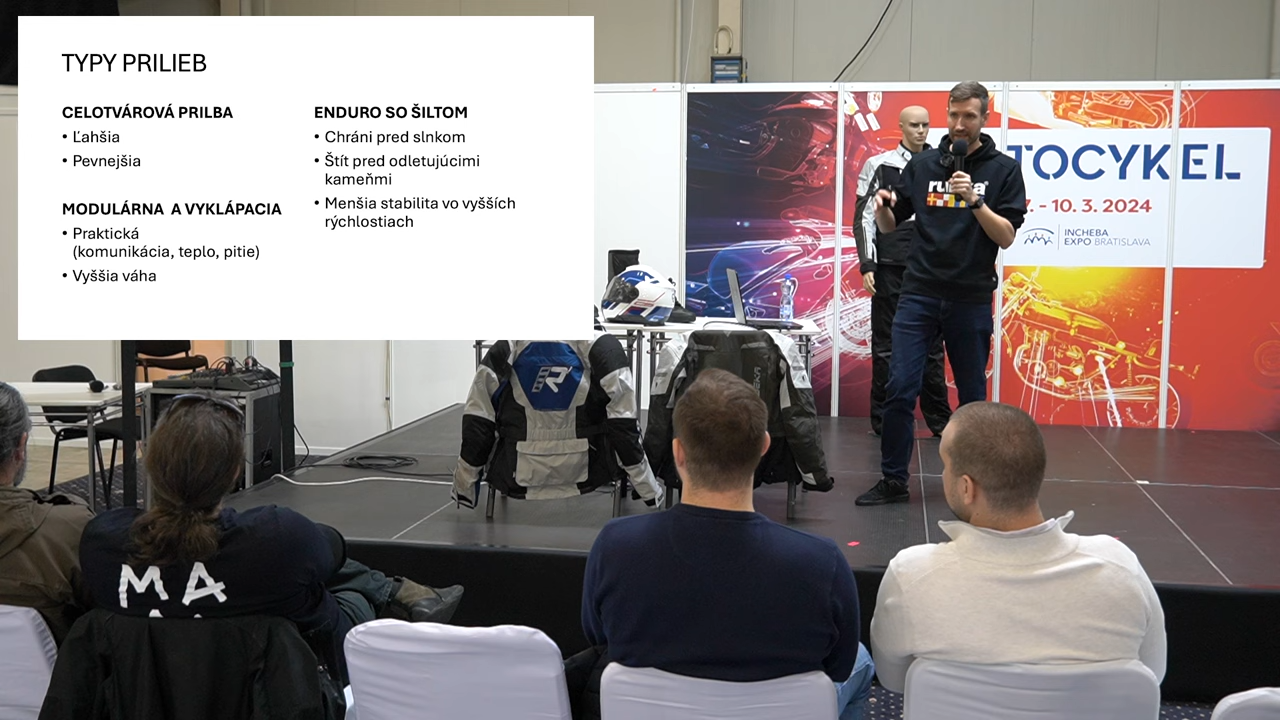 TYPY PRILIEB
CELOTVÁROVÁ PRILBA
• Ľahšia
• Pevnejšia
MODULÁRNA A VYKLÁPACIA
• Praktická
(komunikácia, teplo, pitie)
• Vyššia váha
ENDURO SO ŠILTOM
• Chráni pred slnkom
• Štít pred odletujúcimi
kameňmi
• Menšia stabilita vo vyšších
rýchlostiach
TOCYKEL
7. - 10. 3. 2024
INCHEBA
EXPO BRATISLAVA
R
MA